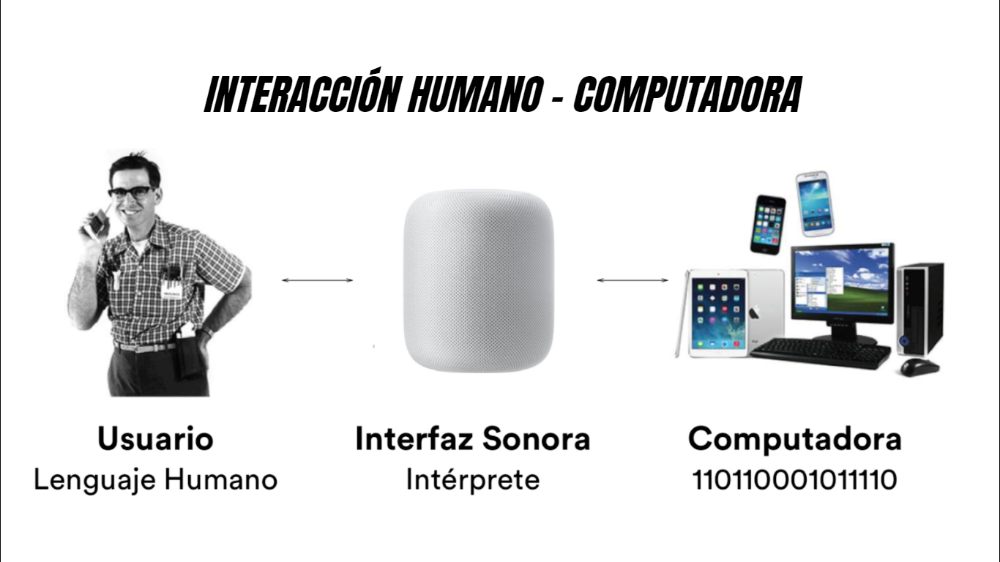 INTERACCIÓN HUMANO - COMPUTADORA
Usuario
Lenguaje Humano
Interfaz Sonora
Intérprete
Computadora
110110001011110